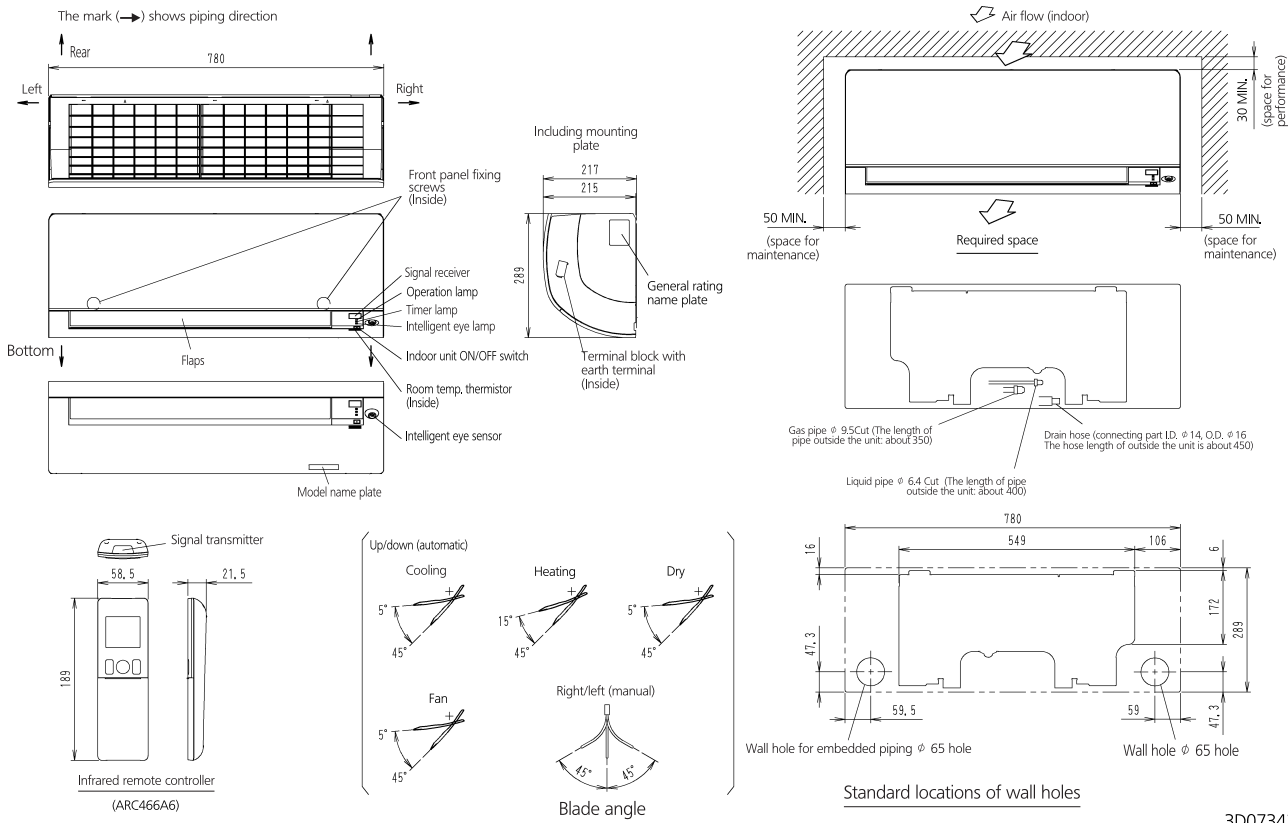 The mark (→) shows piping direction
Rear
780
Left
Right
Including mounting
plate
217
215
289
Front panel fixing
screws
(Inside)
General rating
name plate
Terminal block with
earth terminal
(Inside)
Signal receiver
Operation lamp
Timer lamp
Intelligent eye lamp
Indoor unit ON/OFF switch
Room temp. thermistor
(Inside)
Flaps
Bottom
Intelligent eye sensor
Model name plate
Air flow (indoor)
30 MIN.
(space for
performance)
50 MIN.
(space for
maintenance)
Required space
50 MIN.
(space for
maintenance)
Gas pipe φ 9.5Cut (The length of
pipe outside the unit: about 350)
Drain hose (connecting part I.D. φ 14, O.D. φ 16
The hose length of outside the unit is about 450)
Liquid pipe φ 6.4 Cut (The length of pipe
outside the unit: about 400)
Signal transmitter
58.5
21.5
189
Infrared remote controller
(ARC466A6)
Up/down (automatic)
Cooling
5°
45°
Heating
15°
45°
Dry
5°
45°
Fan
5°
45°
Right/left (manual)
45°
45°
Blade angle
780
549
106
16
6
172
289
47.3
47.3
59.5
59
Wall hole for embedded piping φ 65 hole
Wall hole φ 65 hole
Standard locations of wall holes
3D0734